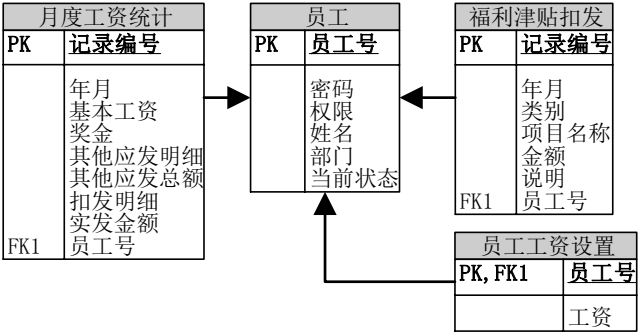 月度工资统计
PK 记录编号
年月
基本工资
奖金
其他应发明细
其他应发总额
扣发明细
实发金额
FK1 员工号
员工
PK 员工号
密码
权限
姓名
部门
当前状态
福利津贴扣发
PK 记录编号
年月
类别
项目名称
金额
说明
FK1 员工号
员工工资设置
PK,FK1 员工号
工资